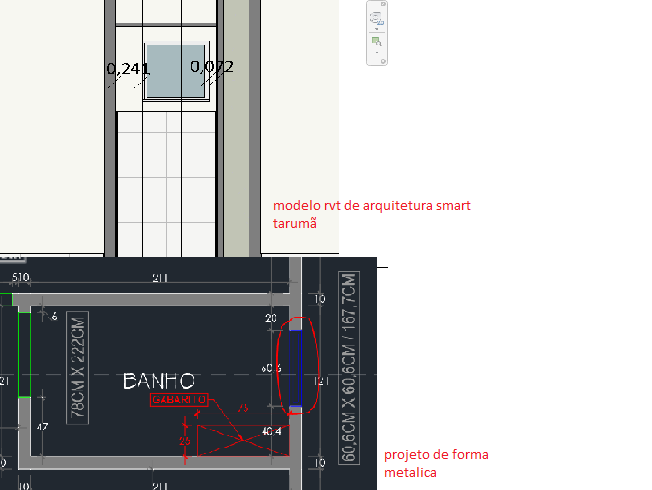 0,241
0,072
modelo rvt de arquitetura smart
tarumã
510
211
10
6
20
78CM X 222CM
BANHO
60.6
121
60,6CM X 60,6CM / 167,7CM
GABARITO
75
47
25
40.4
10
projeto de forma
metalica
10
211